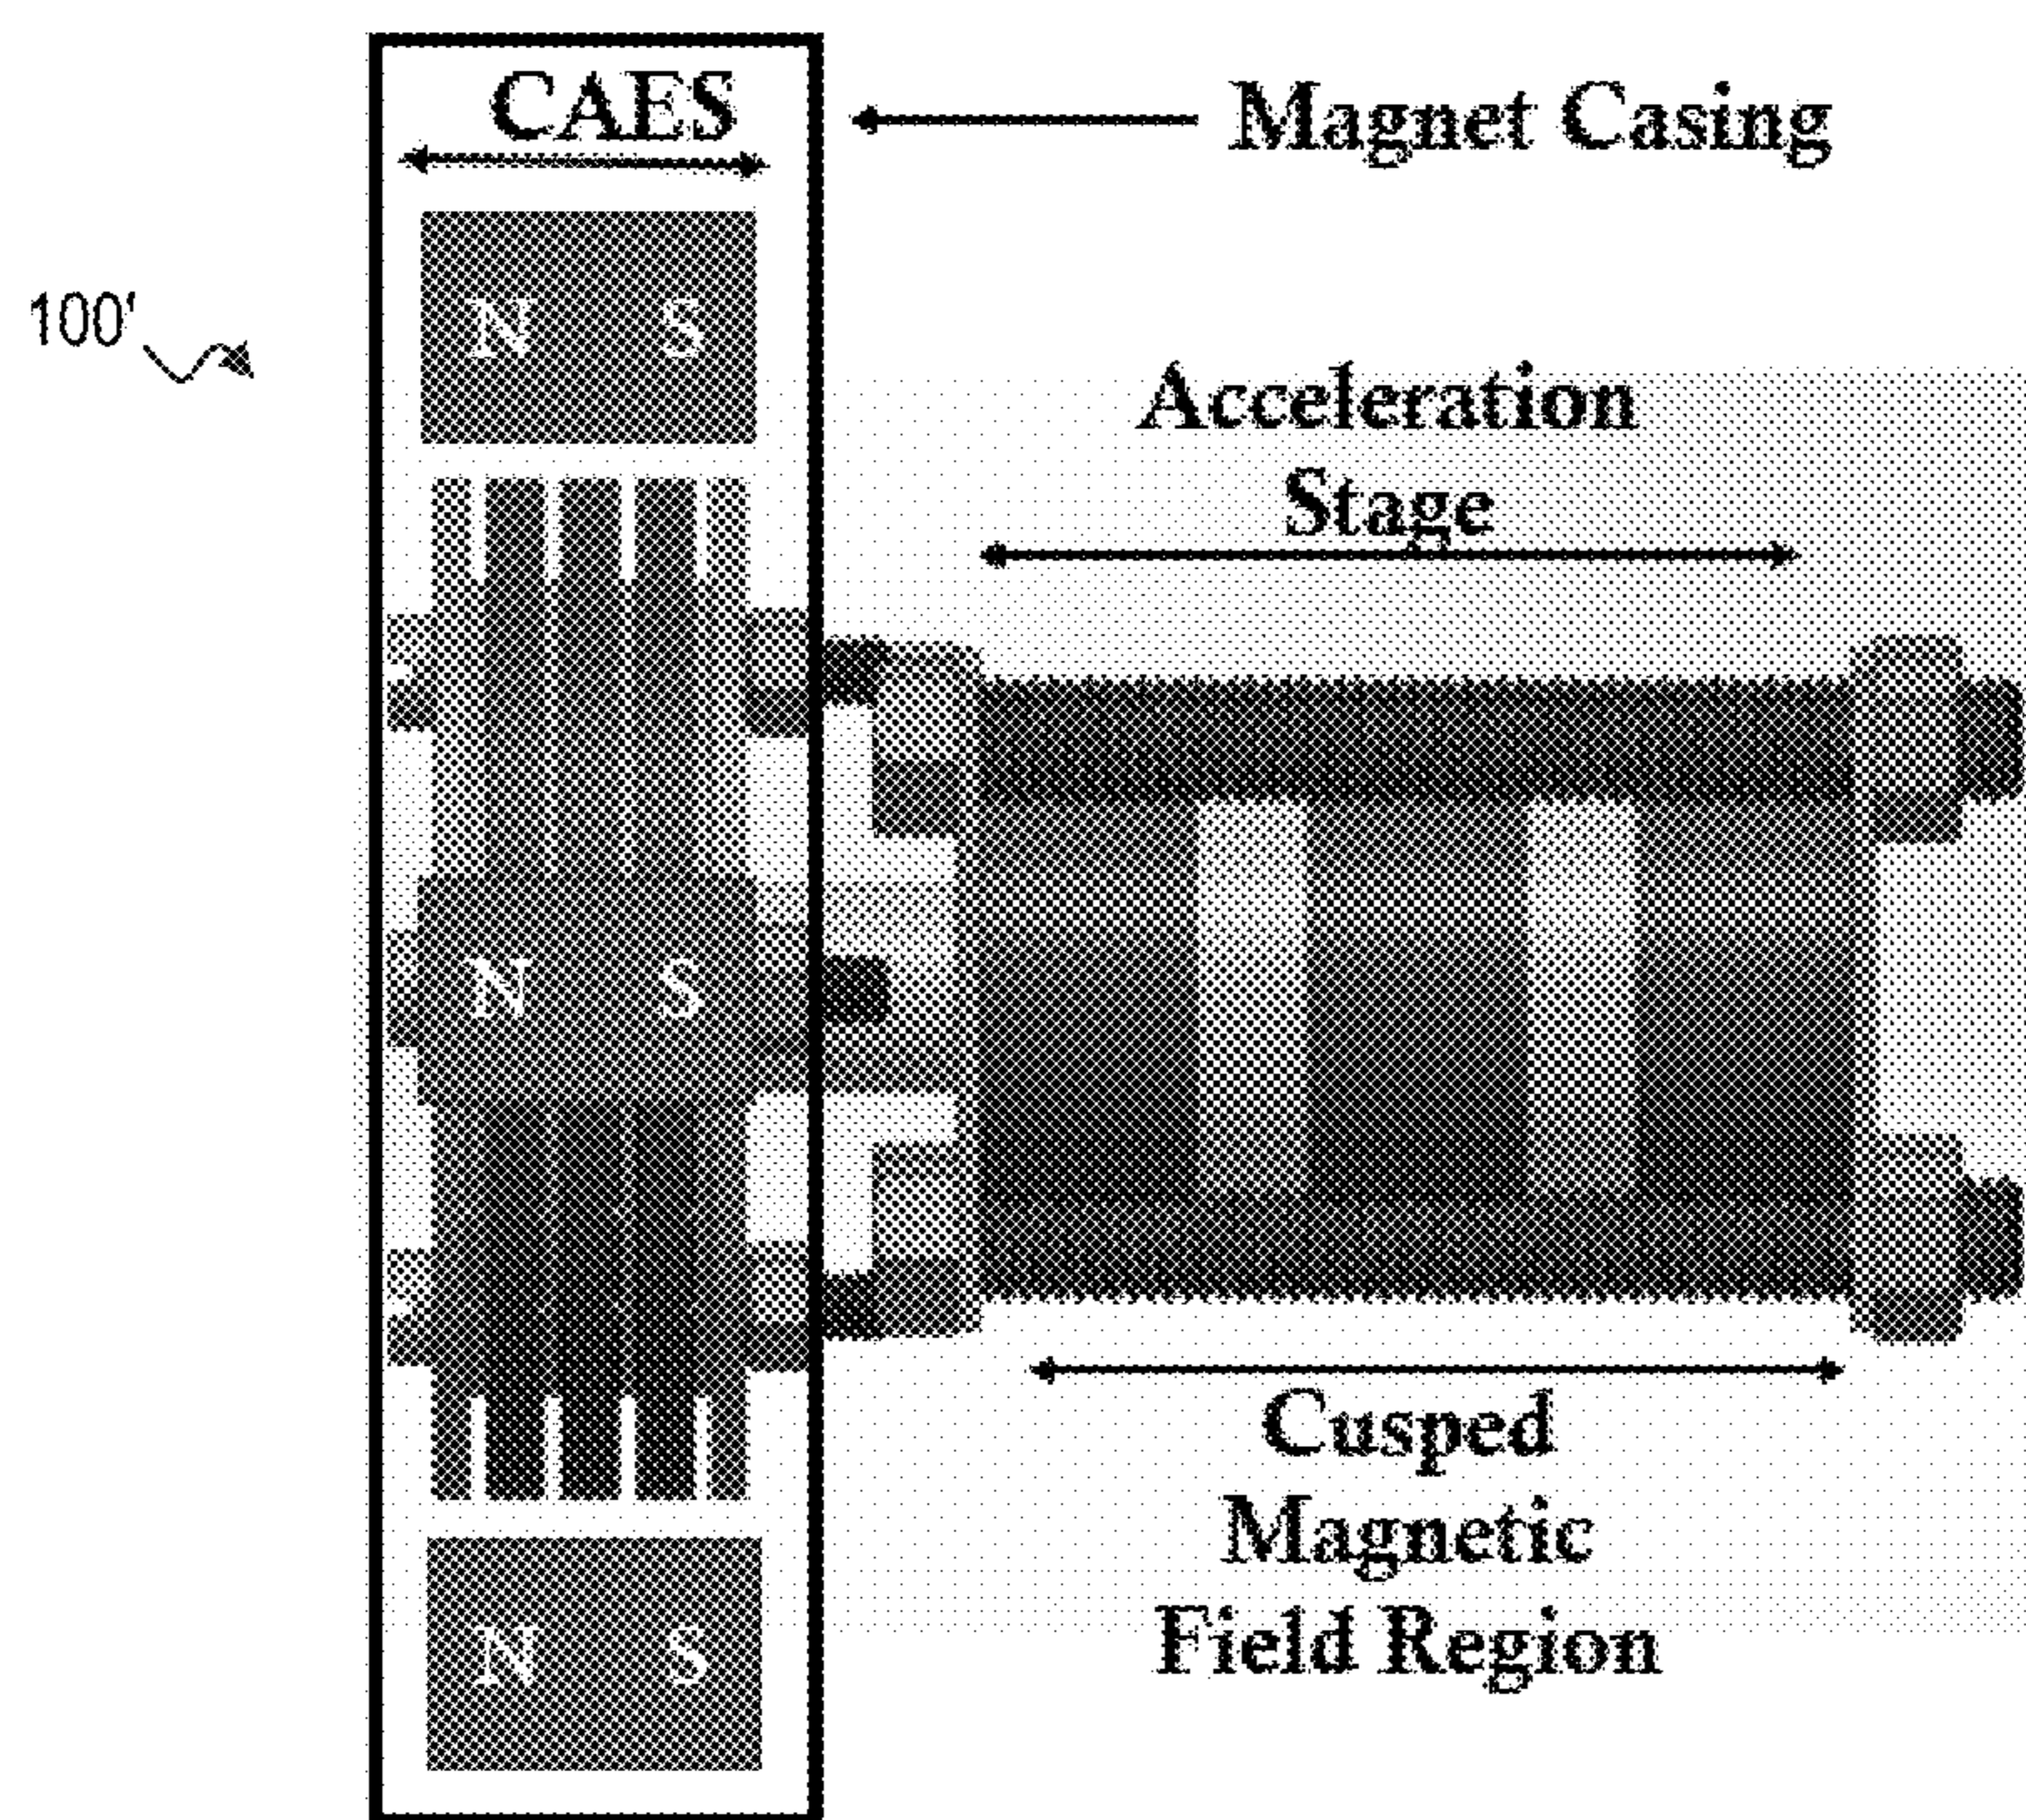 CAES
Magnet Casing
N S
100'
Acceleration
Stage
N S
Cusped
Magnetic
Field Region
N S